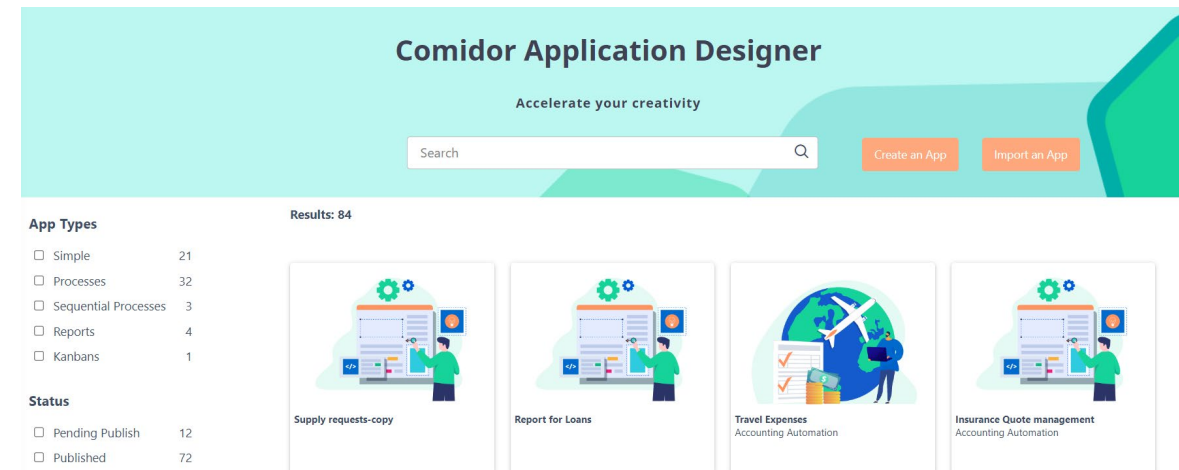 Comidor Application Designer
Accelerate your creativity
Search
Create an App
Import an App
App Types
Simple 21
Processes 32
Sequential Processes 3
Reports 4
Kanbans 1
Status
Pending Publish 12
Published 72
Results: 84
</>
Supply requests-copy
</>
Report for Loans
Travel Expenses
Accounting Automation
</>
Insurance Quote management
Accounting Automation